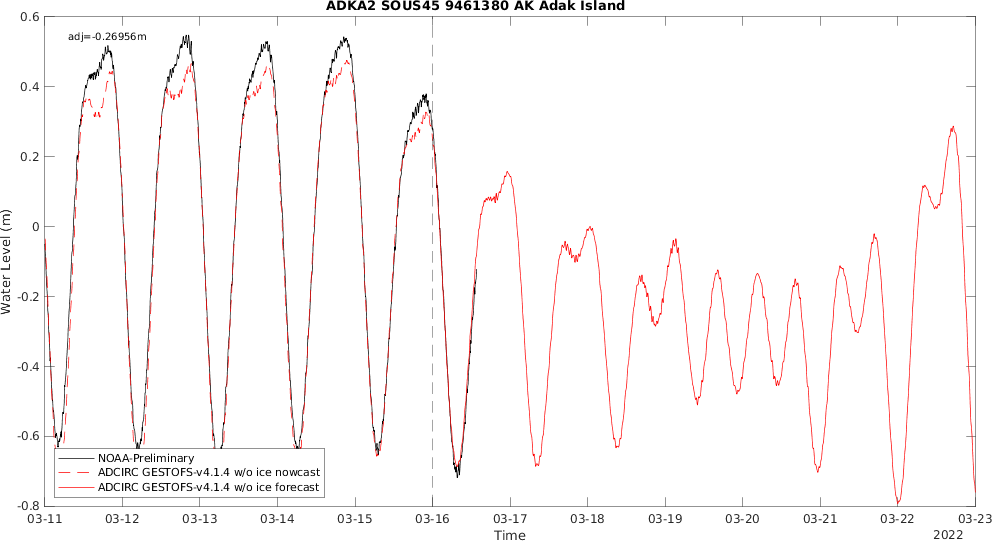 ADKA2 SOUS45 9461380 AK Adak Island
adj=-0.26956m
0.6
0.4
0.2
0
-0.2
-0.4
-0.6
-0.8
Water Level (m)
NOAA-Preliminary
ADCIRC GESTOFS-v4.1.4 w/o ice nowcast
ADCIRC GESTOFS-v4.1.4 w/o ice forecast
03-11 03-12 03-13 03-14 03-15 03-16 03-17 03-18 03-19 03-20 03-21 03-22 03-23
Time
2022